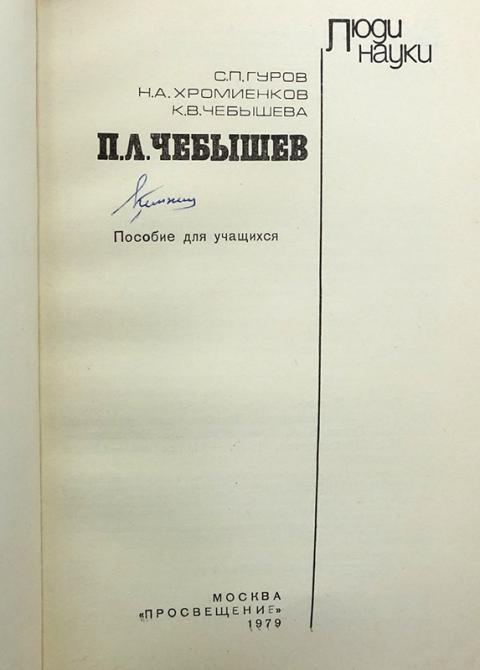 Люди
науки
С.П.ГУРОВ
Н.А.ХРОМИЕНКОВ
К.В.ЧЕБЫШЕВА
П.Л.ЧЕБЫШЕВ
Пособие для учащихся
МОСКВА
«ПРОСВЕЩЕНИЕ»
1979